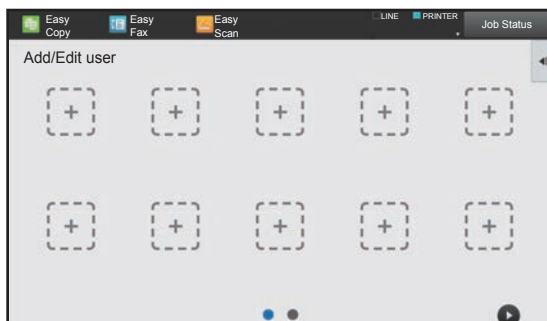 Easy
Copy
Easy
Fax
Easy
Scan
LINE
PRINTER
Job Status
Add/Edit user